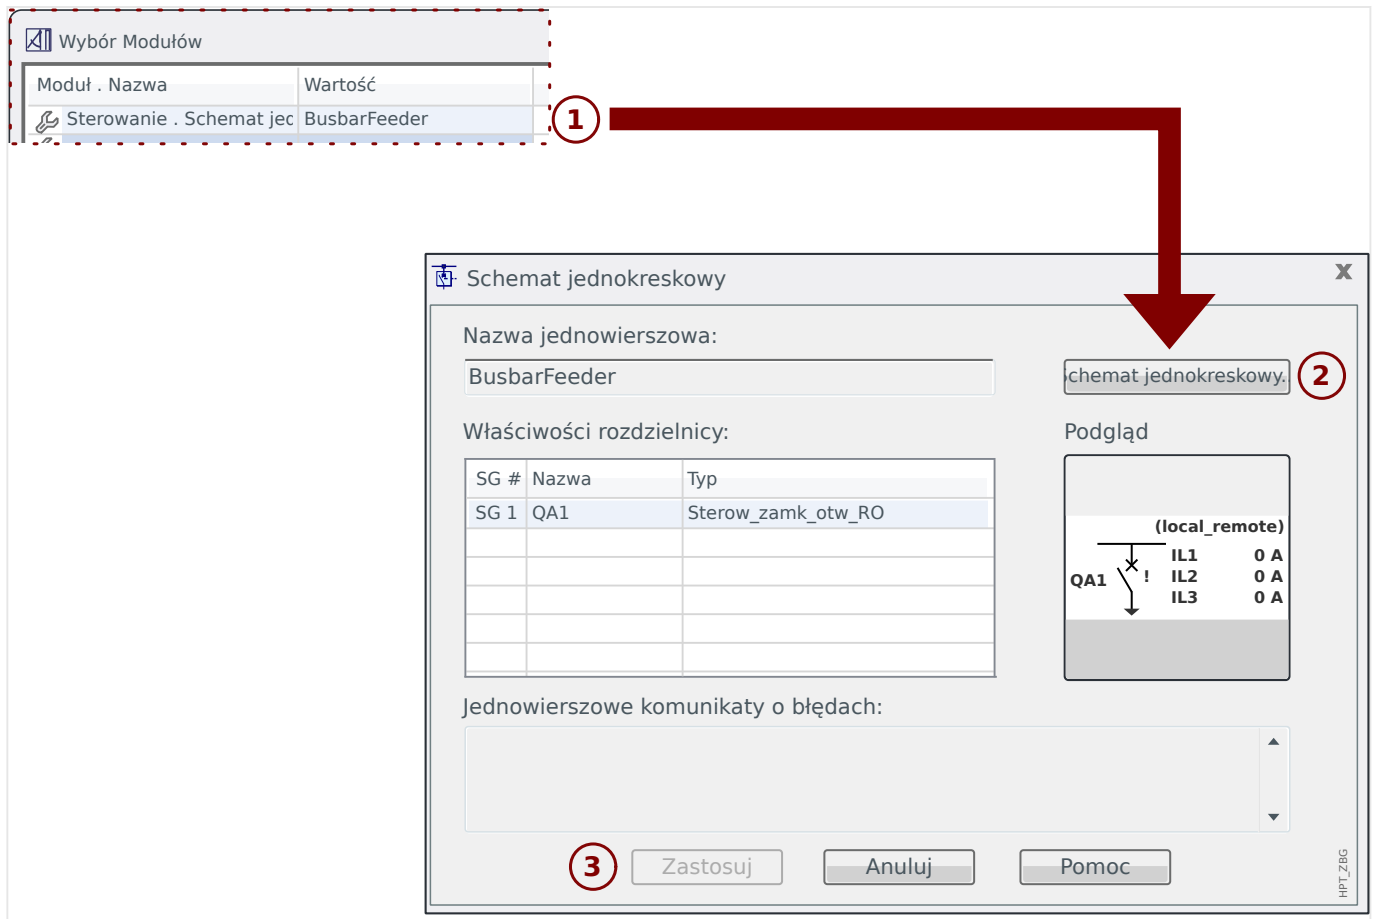 Wybór Modułów
Moduł . Nazwa Wartość
Sterowanie . Schemat jec BusbarFeeder
1
Schemat jednokreskowy X
Nazwa jednowierszowa:
BusbarFeeder
chemat jednokreskowy..
2
Właściwości rozdzielnicy:
Podgląd
SG # Nazwa Typ
SG 1 QA1 Sterow_zamk_otw_RO
(local_remote)
IL1 0 A
QA1 ! IL2 0 A
IL3 0 A
Jednowierszowe komunikaty o błędach:
3
Zastosuj Anuluj Pomoc
HPT_ZBG